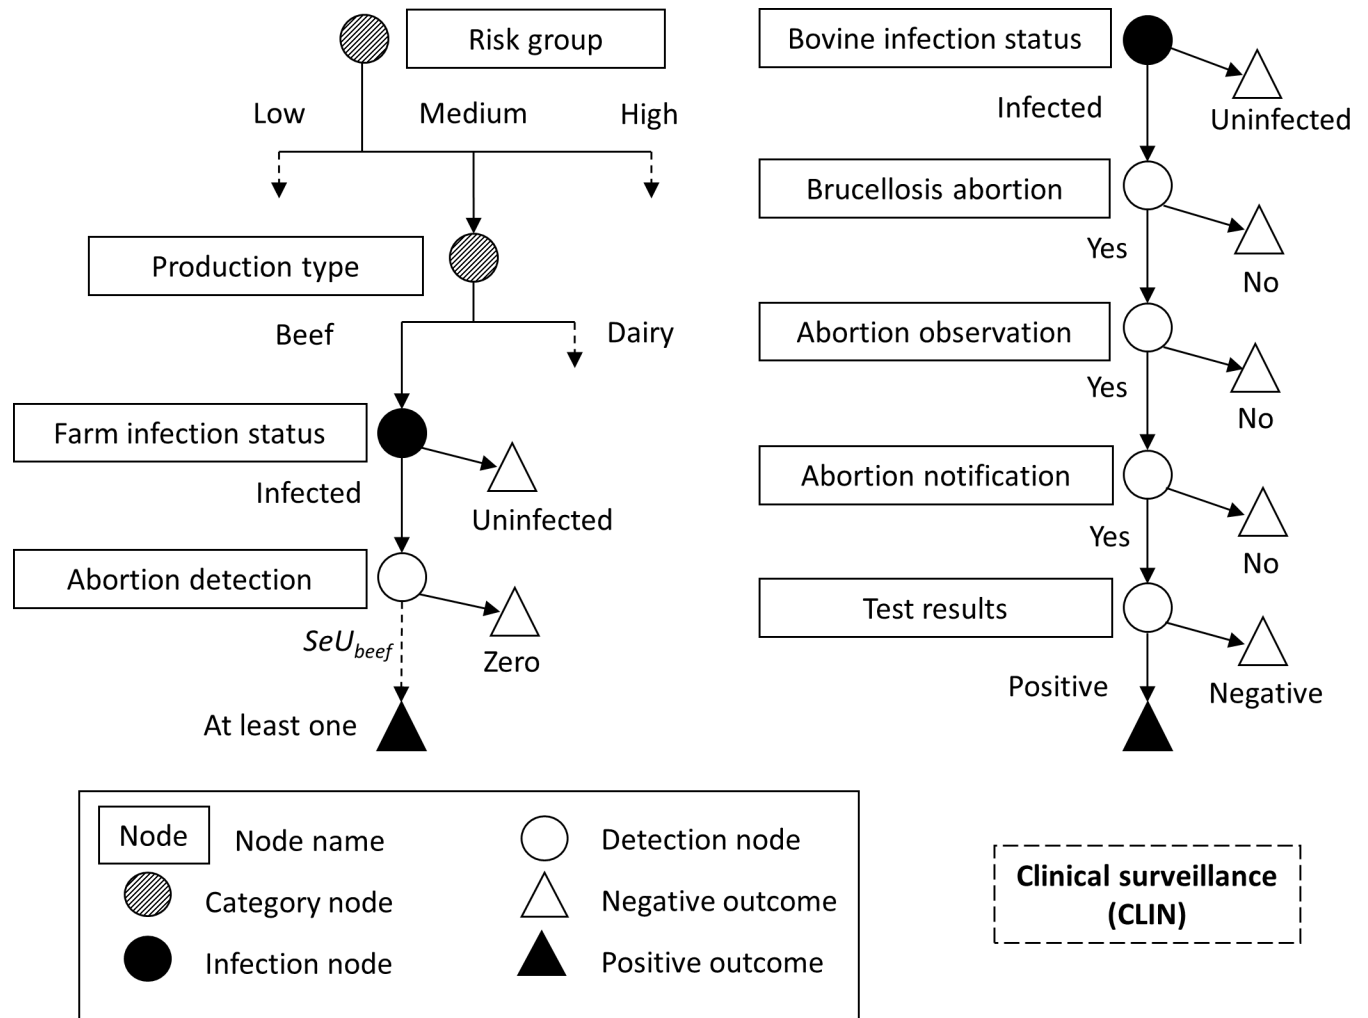 Risk group
Low
Medium
High
Production type
Beef
Dairy
Farm infection status
Infected
Uninfected
Abortion detection
SeU_beef
Zero
At least one
Bovine infection status
Infected
Uninfected
Brucellosis abortion
Yes
No
Abortion observation
Yes
No
Abortion notification
Yes
No
Test results
Positive
Negative
Node
Node name
Category node
Infection node
Detection node
Negative outcome
Positive outcome
Clinical surveillance
(CLIN)